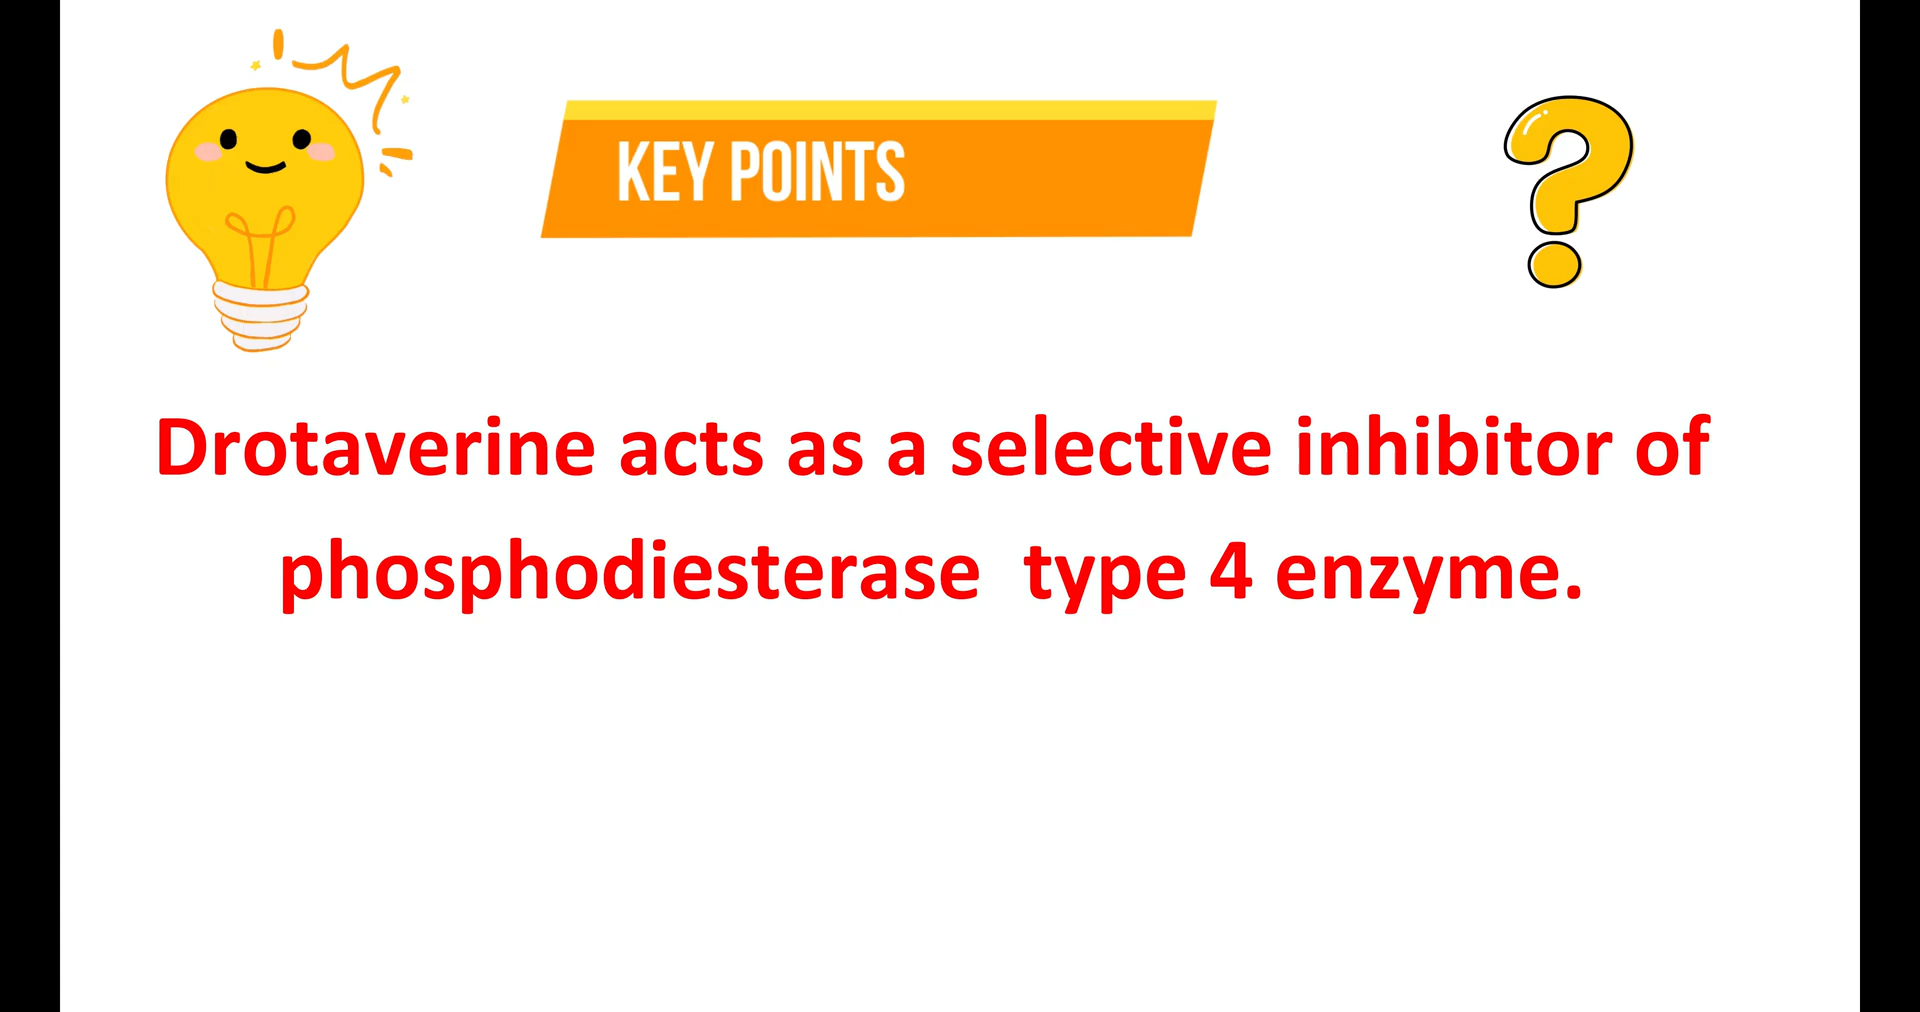 KEY POINTS
Drotaverine acts as a selective inhibitor of
phosphodiesterase  type 4 enzyme.